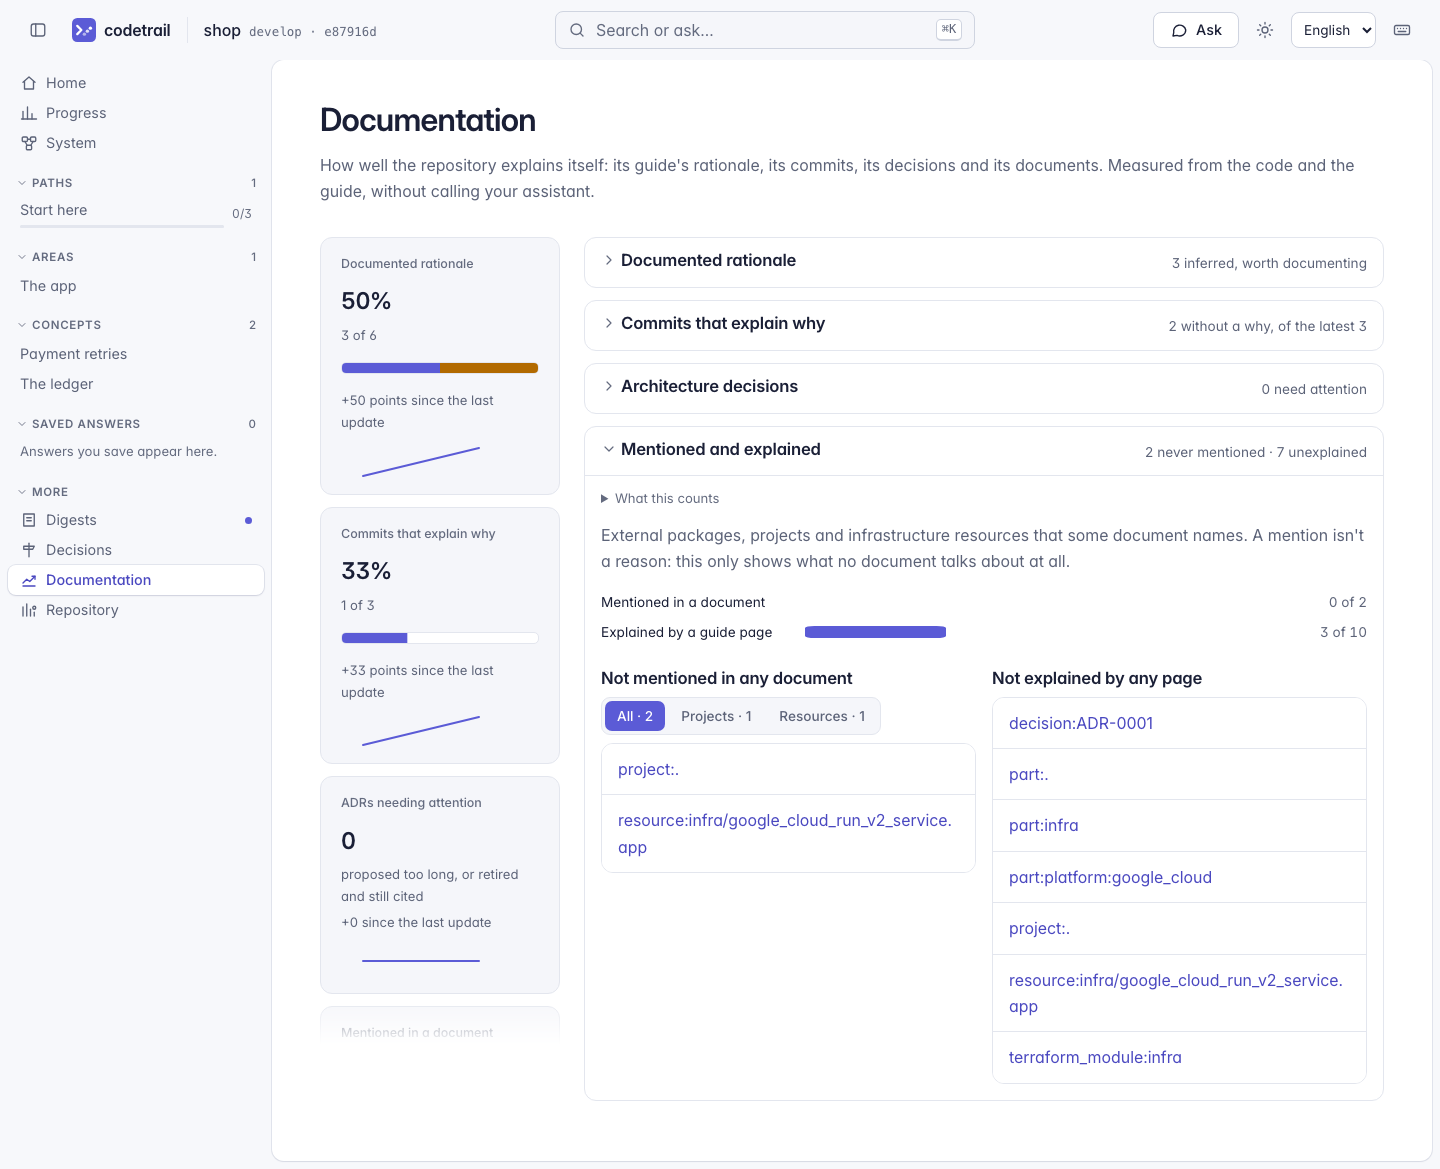 codetrail
shop develop · e87916d
Search or ask...
⌘K
Ask
English
Home
Progress
System
PATHS 1
Start here 0/3
AREAS 1
The app
CONCEPTS 2
Payment retries
The ledger
SAVED ANSWERS 0
Answers you save appear here.
MORE
Digests
Decisions
Documentation
Repository
Documentation
How well the repository explains itself: its guide's rationale, its commits, its decisions and its documents. Measured from the code and the
guide, without calling your assistant.
Documented rationale
50%
3 of 6
+50 points since the last
update
Commits that explain why
33%
1 of 3
+33 points since the last
update
ADRs needing attention
0
proposed too long, or retired
and still cited
+0 since the last update
Mentioned in a document
Documented rationale 3 inferred, worth documenting
Commits that explain why 2 without a why, of the latest 3
Architecture decisions 0 need attention
Mentioned and explained 2 never mentioned · 7 unexplained
What this counts
External packages, projects and infrastructure resources that some document names. A mention isn't
a reason: this only shows what no document talks about at all.
Mentioned in a document 0 of 2
Explained by a guide page 3 of 10
Not mentioned in any document
All · 2 Projects · 1 Resources · 1
project:.
resource:infra/google_cloud_run_v2_service.
app
Not explained by any page
decision:ADR-0001
part:.
part:infra
part:platform:google_cloud
project:.
resource:infra/google_cloud_run_v2_service.
app
terraform_module:infra